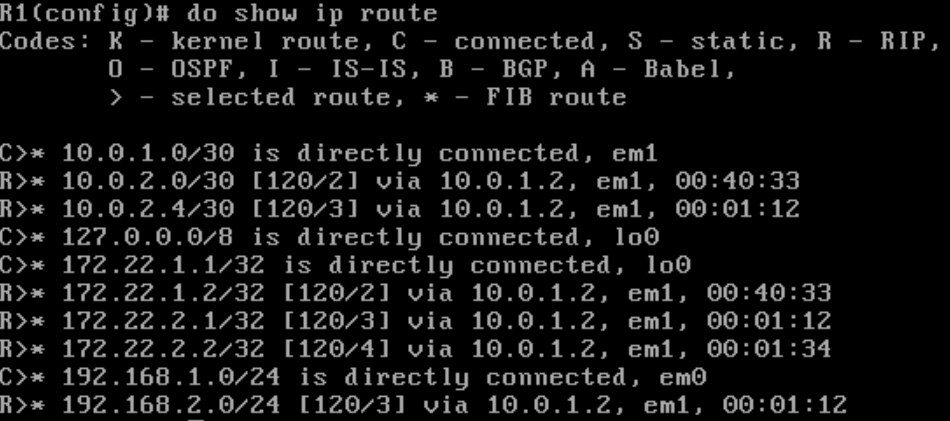 R1(config)# do show ip route
Codes: K - kernel route, C - connected, S - static, R - RIP,
       O - OSPF, I - IS-IS, B - BGP, A - Babel,
       > - selected route, * - FIB route

C>* 10.0.1.0/30 is directly connected, em1
R>* 10.0.2.0/30 [120/2] via 10.0.1.2, em1, 00:40:33
R>* 10.0.2.4/30 [120/3] via 10.0.1.2, em1, 00:01:12
C>* 127.0.0.0/8 is directly connected, lo0
C>* 172.22.1.1/32 is directly connected, lo0
R>* 172.22.1.2/32 [120/2] via 10.0.1.2, em1, 00:40:33
R>* 172.22.2.1/32 [120/3] via 10.0.1.2, em1, 00:01:12
R>* 172.22.2.2/32 [120/4] via 10.0.1.2, em1, 00:01:34
C>* 192.168.1.0/24 is directly connected, em0
R>* 192.168.2.0/24 [120/3] via 10.0.1.2, em1, 00:01:12